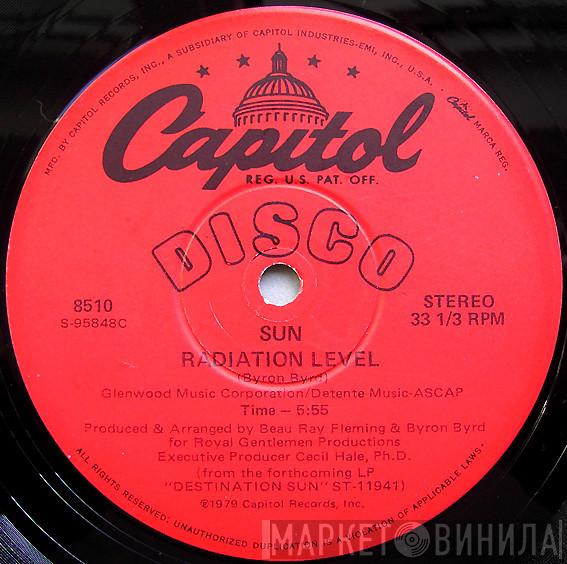 MFD. BY CAPITOL RECORDS, INC., A SUBSIDIARY OF CAPITOL INDUSTRIES-EMI, INC., U.S.A. • Capitol MARCA REG.
Capitol
REG. U.S. PAT. OFF.
DISCO
8510
S-95848C
STEREO
33 1/3 RPM
SUN
RADIATION LEVEL
(Byron Byrd)
Glenwood Music Corporation/Detente Music-ASCAP
Time — 5:55
Produced & Arranged by Beau Ray Fleming & Byron Byrd
for Royal Gentlemen Productions
Executive Producer Cecil Hale, Ph.D.
(from the forthcoming LP
"DESTINATION SUN" ST-11941)
℗1979 Capitol Records, Inc.
ALL RIGHTS RESERVED. UNAUTHORIZED DUPLICATION IS A VIOLATION OF APPLICABLE LAWS.
МАРКЕТ ВИНИЛА